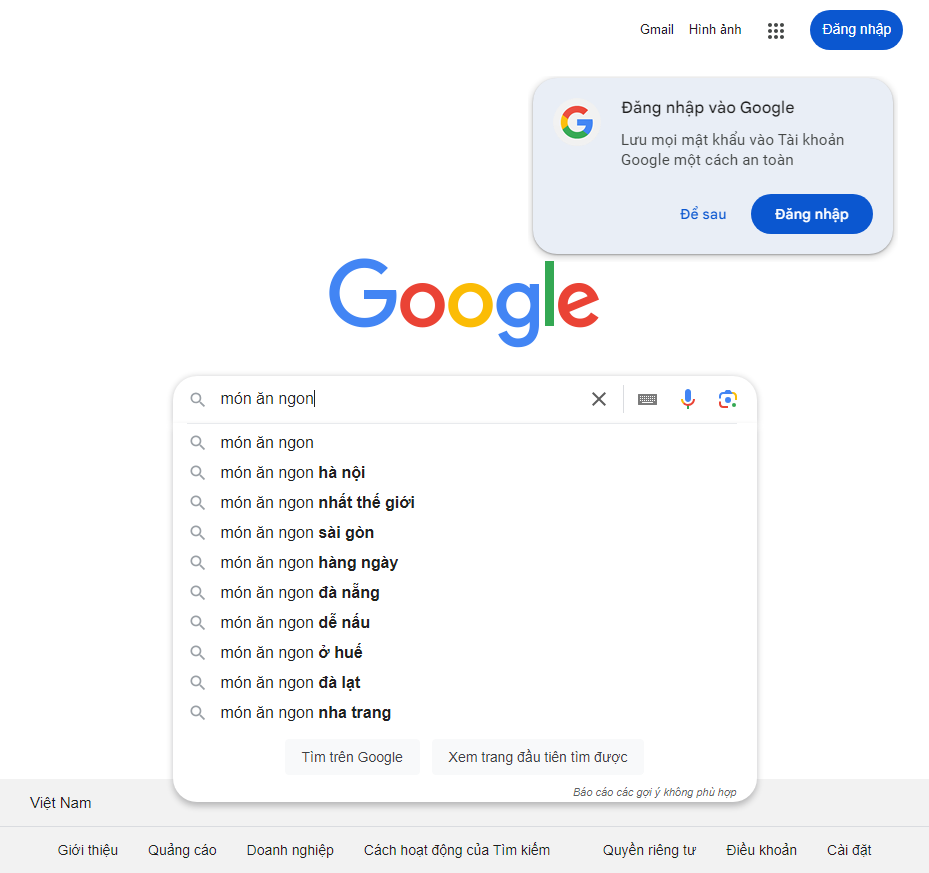 Gmail Hình ảnh Đăng nhập
Đăng nhập vào Google
Lưu mọi mật khẩu vào Tài khoản
Google một cách an toàn
Để sau Đăng nhập
Google
món ăn ngon
món ăn ngon
món ăn ngon hà nội
món ăn ngon nhất thế giới
món ăn ngon sài gòn
món ăn ngon hàng ngày
món ăn ngon đà nẵng
món ăn ngon dễ nấu
món ăn ngon ở huế
món ăn ngon đà lạt
món ăn ngon nha trang
Tìm trên Google Xem trang đầu tiên tìm được
Báo cáo các gợi ý không phù hợp
Việt Nam
Giới thiệu Quảng cáo Doanh nghiệp Cách hoạt động của Tìm kiếm Quyền riêng tư Điều khoản Cài đặt